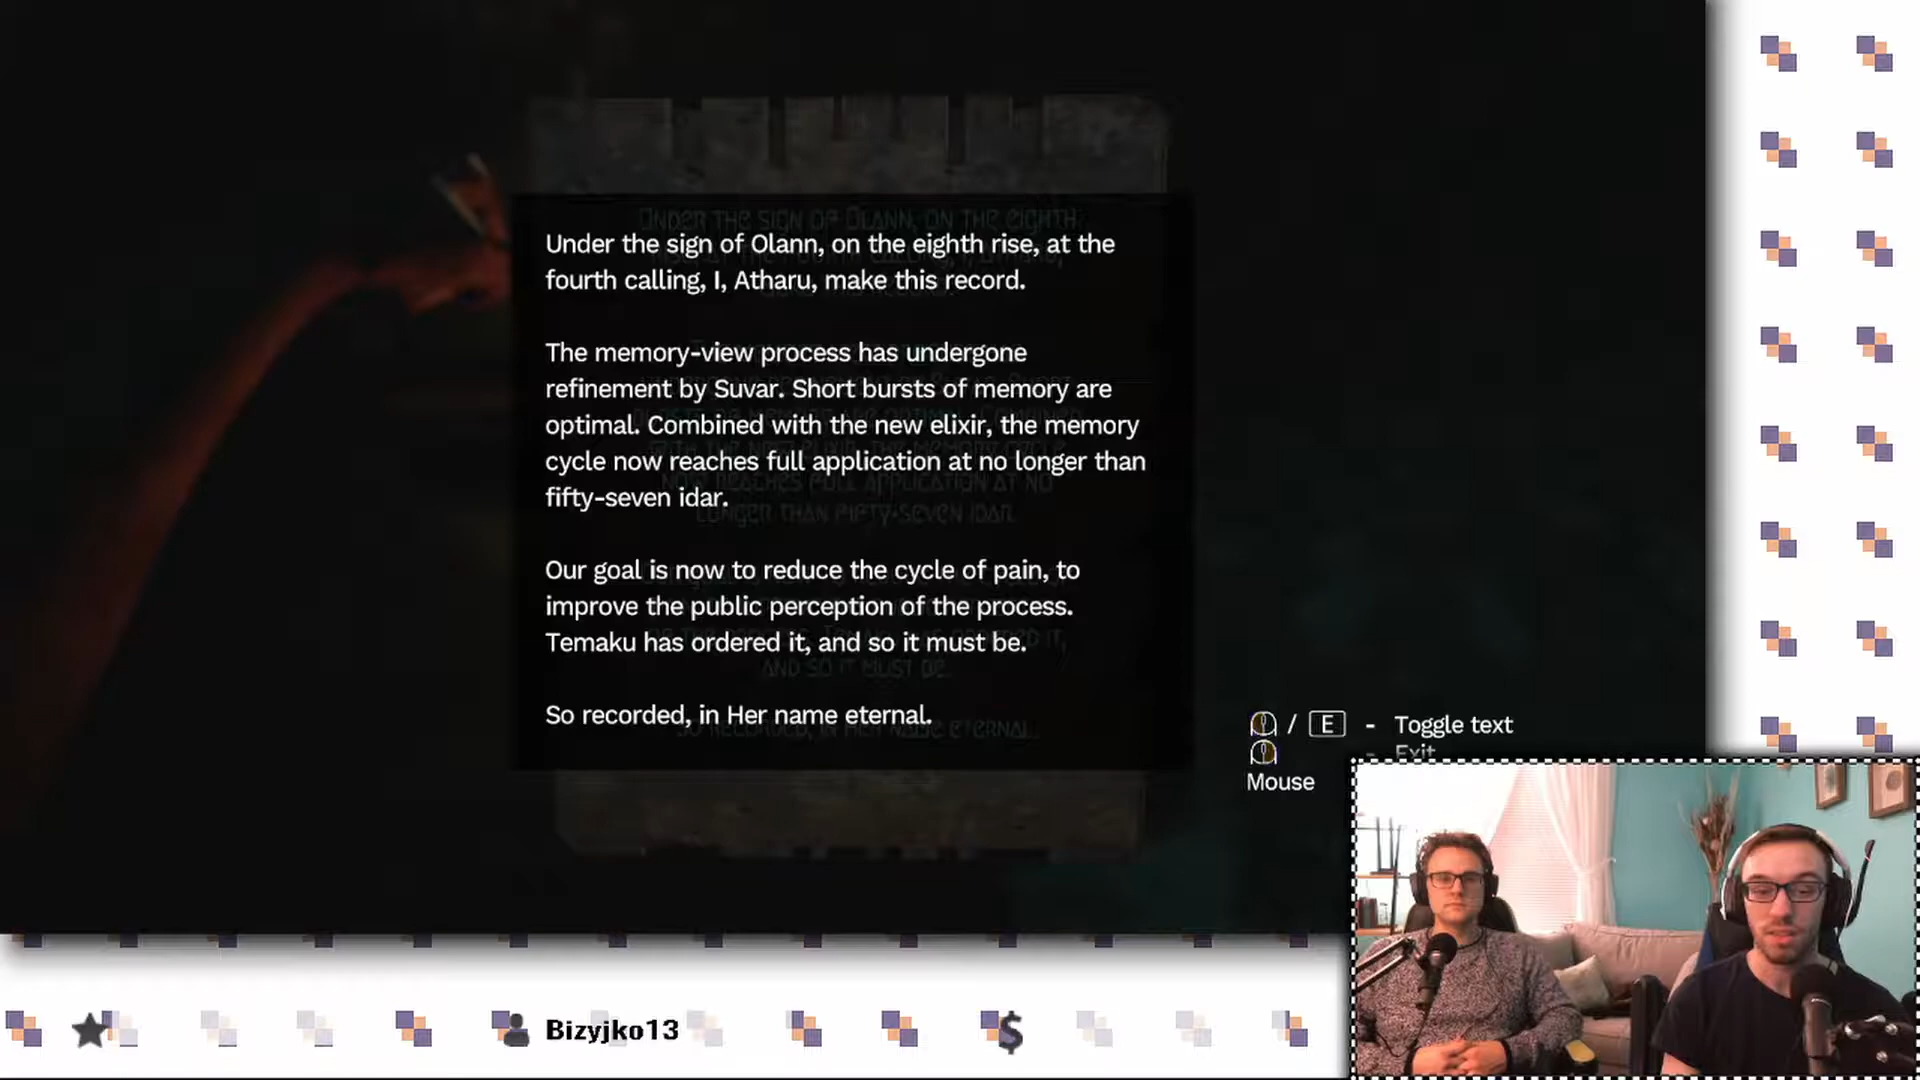 Under the sign of Olann, on the eighth rise, at the
fourth calling, I, Atharu, make this record.
The memory-view process has undergone
refinement by Suvar. Short bursts of memory are
optimal. Combined with the new elixir, the memory
cycle now reaches full application at no longer than
fifty-seven idar.
Our goal is now to reduce the cycle of pain, to
improve the public perception of the process.
Temaku has ordered it, and so it must be.
So recorded, in Her name eternal.
/ E - Toggle text
- Exit
Mouse
Bizyjko13
$